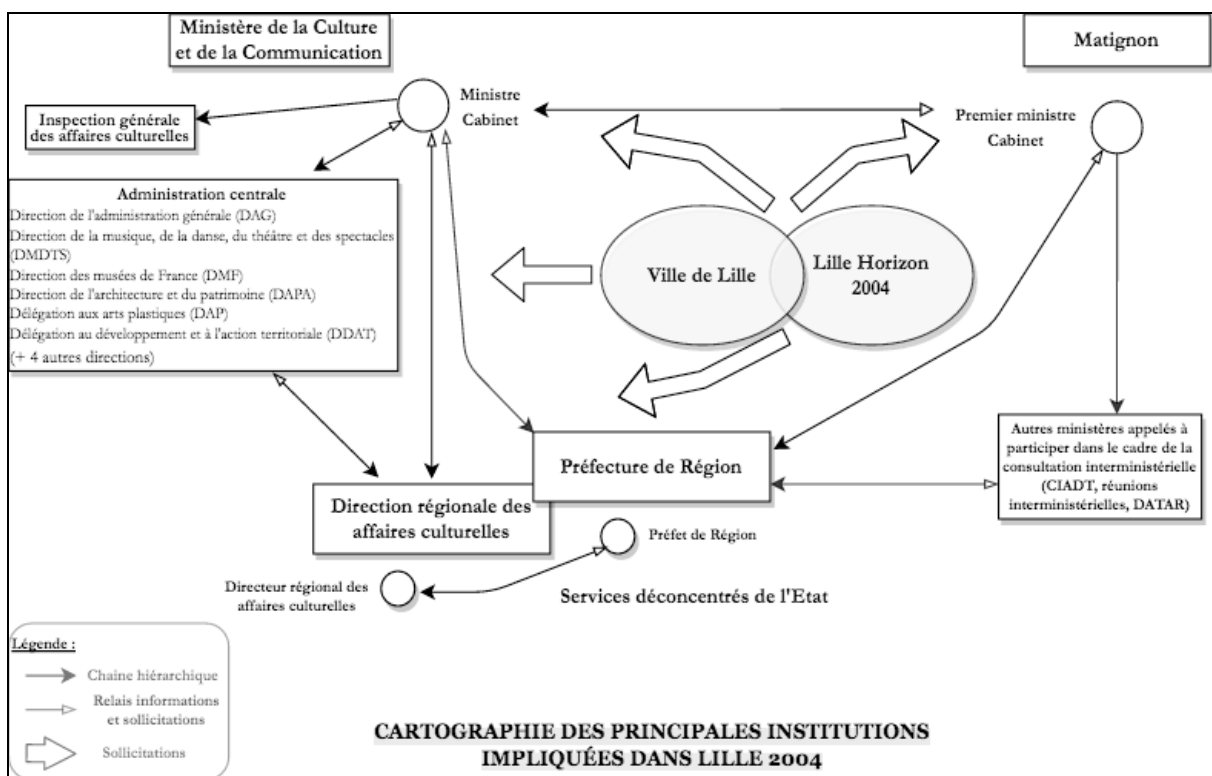 Ministère de la Culture
et de la Communication
Matignon
Ministre
Cabinet
Premier ministre
Cabinet
Inspection générale
des affaires culturelles
Administration centrale
Direction de l'administration générale (DAG)
Direction de la musique, de la danse, du théâtre et des spectacles
(DMDTS)
Direction des musées de France (DMF)
Direction de l'architecture et du patrimoine (DAPA)
Délégation aux arts plastiques (DAP)
Délégation au développement et à l'action territoriale (DDAT)
(+ 4 autres directions)
Ville de Lille
Lille Horizon
2004
Préfecture de Région
Autres ministères appelés à
participer dans le cadre de la
consultation interministérielle
(CIADT, réunions
interministérielles, DATAR)
Direction régionale des
affaires culturelles
Préfet de Région
Directeur régional des
affaires culturelles
Services déconcentrés de l'Etat
Légende :
Chaine hiérarchique
Relais informations
et sollicitations
Sollicitations
CARTOGRAPHIE DES PRINCIPALES INSTITUTIONS
IMPLIQUÉES DANS LILLE 2004